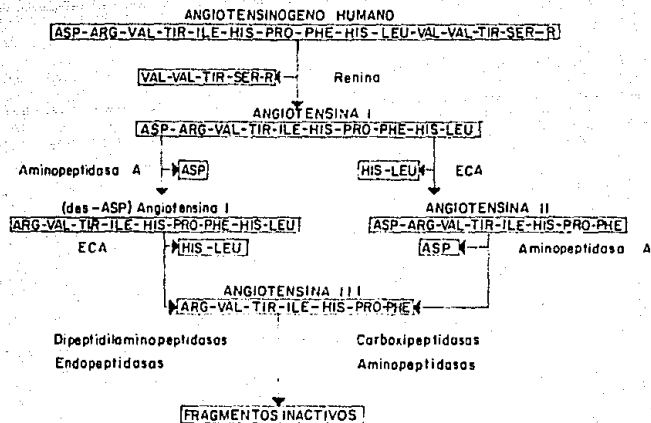 ANGIOTENSINOGENO HUMANO
ASP-ARG-VAL-TIR-ILE-HIS-PRO-PHE-HIS-LEU-VAL-VAL-TIR-SER-R
VAL-VAL-TIR-SER-R Renina
ANGIOTENSINA I
ASP-ARG-VAL-TIR-ILE-HIS-PRO-PHE-HIS-LEU
Aminopeptidasa A ASP HIS-LEU ECA
(des-ASP) Angiotensina I ANGIOTENSINA II
ARG-VAL-TIR-ILE-HIS-PRO-PHE-HIS-LEU ASP-ARG-VAL-TIR-ILE-HIS-PRO-PHE
ECA HIS-LEU ASP Aminopeptidasa A
ANGIOTENSINA III
ARG-VAL-TIR-ILE-HIS-PRO-PHE
Dipeptidilaminopeptidasas Carboxipeptidasas
Endopeptidasas Aminopeptidasas
FRAGMENTOS INACTIVOS